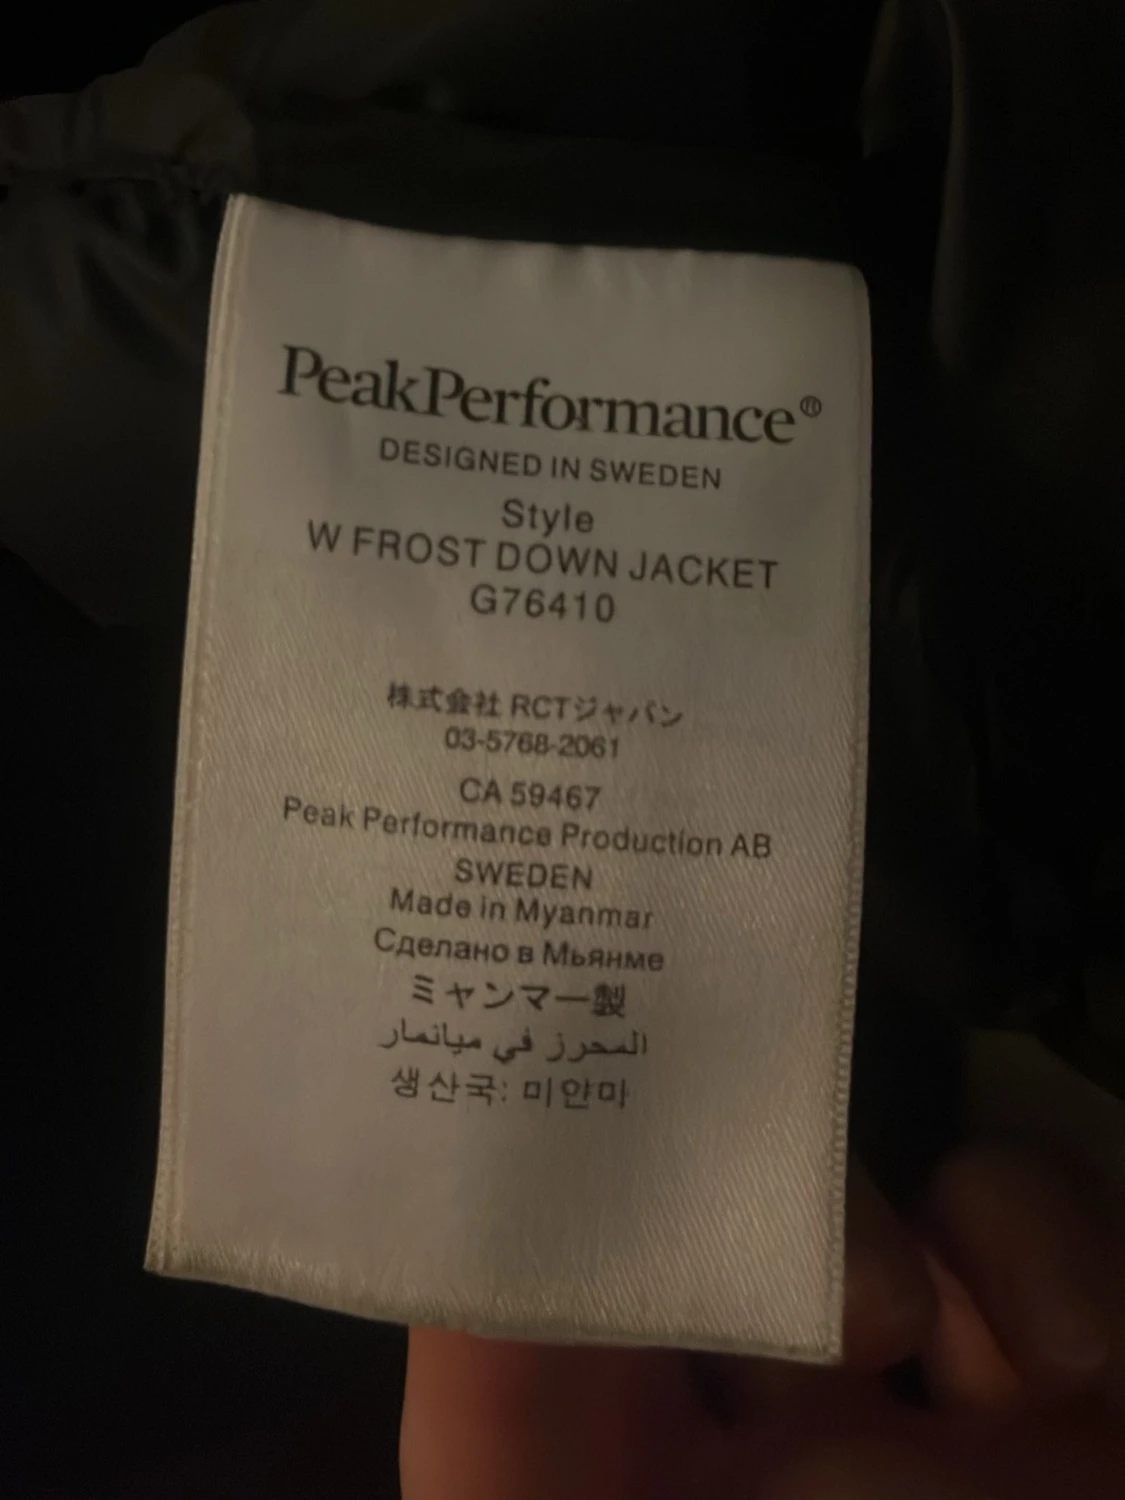 PeakPerformance®
DESIGNED IN SWEDEN
Style
W FROST DOWN JACKET
G76410
株式会社 RCTジャパン
03-5768-2061
CA 59467
Peak Performance Production AB
SWEDEN
Made in Myanmar
Сделано в Мьянме
ミャンマー製
المحرز في ميانمار
생산국: 미얀마